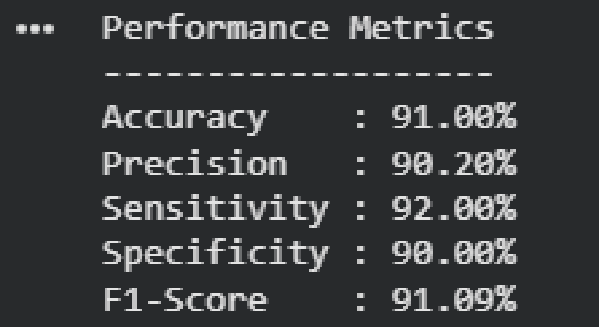 ••• Performance Metrics
--------------------
Accuracy : 91.00%
Precision : 90.20%
Sensitivity : 92.00%
Specificity : 90.00%
F1-Score : 91.09%